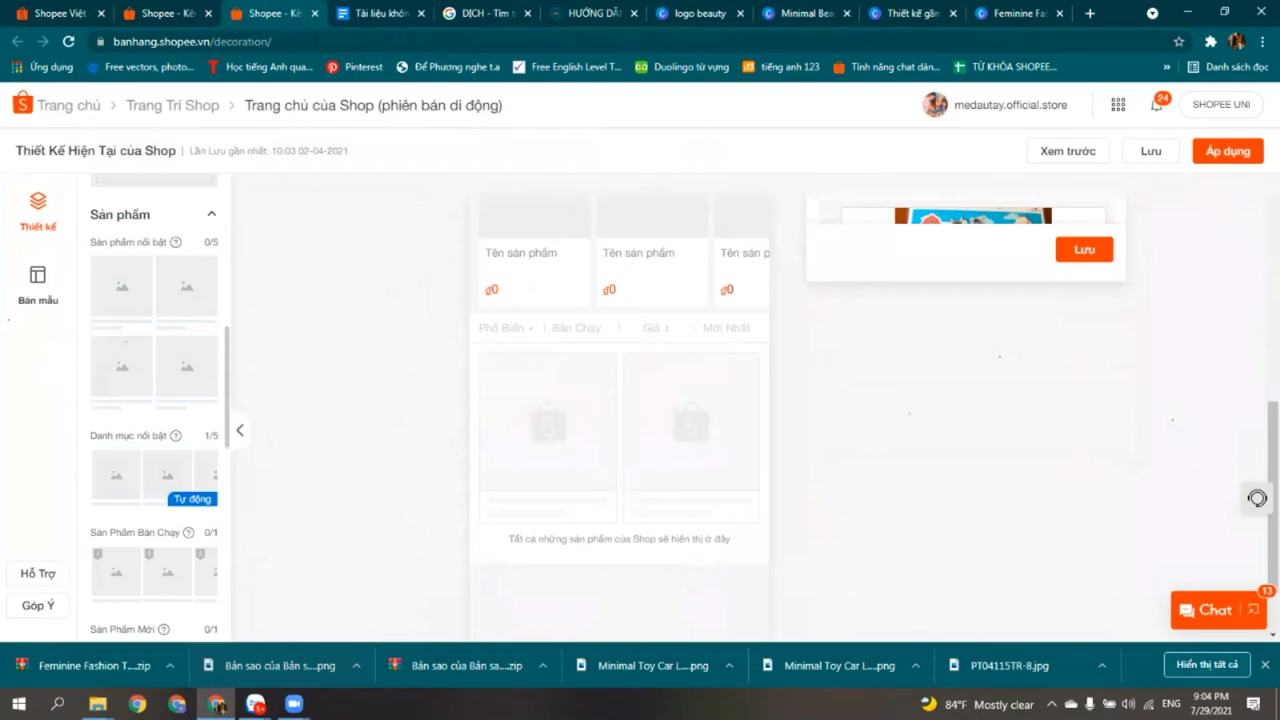 Shopee Việt
Shopee - Kên
Shopee - Kê
Tài liệu khôn
DỊCH - Tìm t
HƯỚNG DẪ
logo beauty
Minimal Bea
Thiết kế gần
Feminine Fas
banhang.shopee.vn/decoration/
Ứng dụng
Free vectors, photo...
Học tiếng Anh qua...
Pinterest
Để Phương nghe t.a
Free English Level T...
Duolingo từ vựng
tiếng anh 123
Tính năng chat dàn...
TỪ KHÓA SHOPEE...
»
Danh sách đọc
Trang chủ > Trang Trí Shop > Trang chủ của Shop (phiên bản di động)
medautay.official.store
24
SHOPEE UNI
Thiết Kế Hiện Tại của Shop
Lần Lưu gần nhất: 10:03 02-04-2021
Xem trước
Lưu
Áp dụng
Thiết kế
Bản mẫu
Hỗ Trợ
Góp Ý
Sản phẩm
Sản phẩm nổi bật ? 0/5
Danh mục nổi bật ? 1/5
Tự động
Sản Phẩm Bán Chạy ? 0/1
1 2 3
Sản Phẩm Mới ? 0/1
Tên sản phẩm Tên sản phẩm Tên sản p
₫0 ₫0 ₫0
Phổ Biến | Bán Chạy | Giá | Mới Nhất
Tất cả những sản phẩm của Shop sẽ hiển thị ở đây
Lưu
Chat
13
Feminine Fashion T....zip
Bản sao của Bản s....png
Bản sao của Bản sa....zip
Minimal Toy Car L....png
Minimal Toy Car L....png
PT04115TR-8.jpg
Hiển thị tất cả
5+
84°F Mostly clear
ENG
9:04 PM
7/29/2021